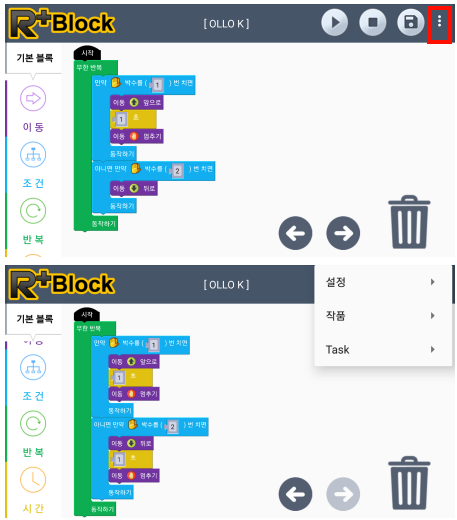 R+Block
[ OLLO K ]
기본 블록
이 동
조 건
반 복
시작
무한 반복
만약 박수를 ( 1 ) 번 치면
이동 앞으로
1 초
이동 멈추기
동작하기
아니면 만약 박수를 ( 2 ) 번 치면
이동 뒤로
동작하기
동작하기
R+Block
[ OLLO K ]
설정
작품
Task
기본 블록
이 동
조 건
반 복
시 간
시작
무한 반복
만약 박수를 ( 1 ) 번 치면
이동 앞으로
1 초
이동 멈추기
동작하기
아니면 만약 박수를 ( 2 ) 번 치면
이동 뒤로
1 초
이동 멈추기
동작하기
동작하기